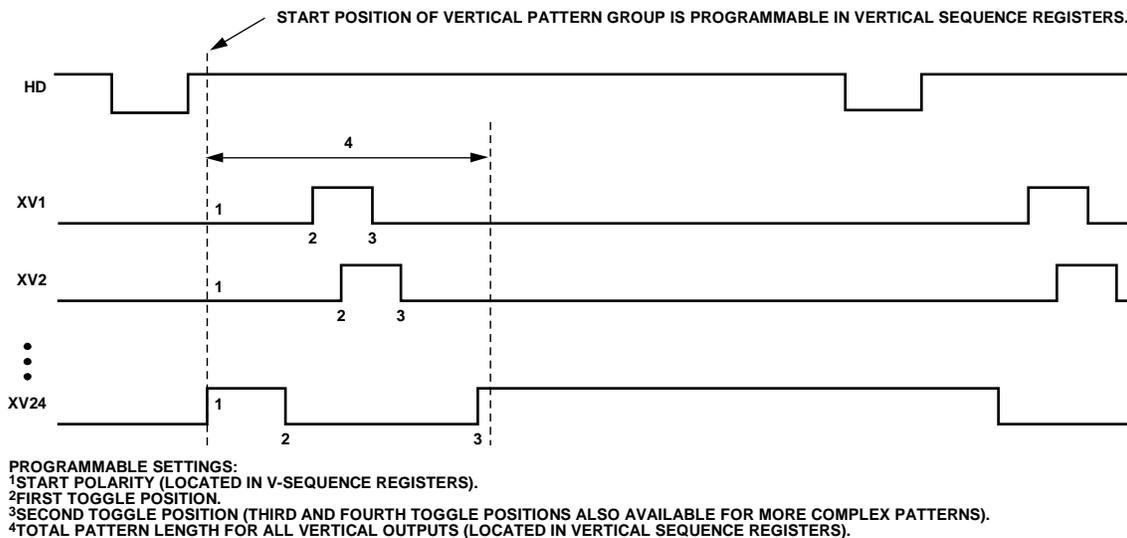 START POSITION OF VERTICAL PATTERN GROUP IS PROGRAMMABLE IN VERTICAL SEQUENCE REGISTERS.
HD
4
XV1
1
2 3
XV2
1
2 3
XV24
1
2 3
PROGRAMMABLE SETTINGS:
1START POLARITY (LOCATED IN V-SEQUENCE REGISTERS).
2FIRST TOGGLE POSITION.
3SECOND TOGGLE POSITION (THIRD AND FOURTH TOGGLE POSITIONS ALSO AVAILABLE FOR MORE COMPLEX PATTERNS).
4TOTAL PATTERN LENGTH FOR ALL VERTICAL OUTPUTS (LOCATED IN VERTICAL SEQUENCE REGISTERS).